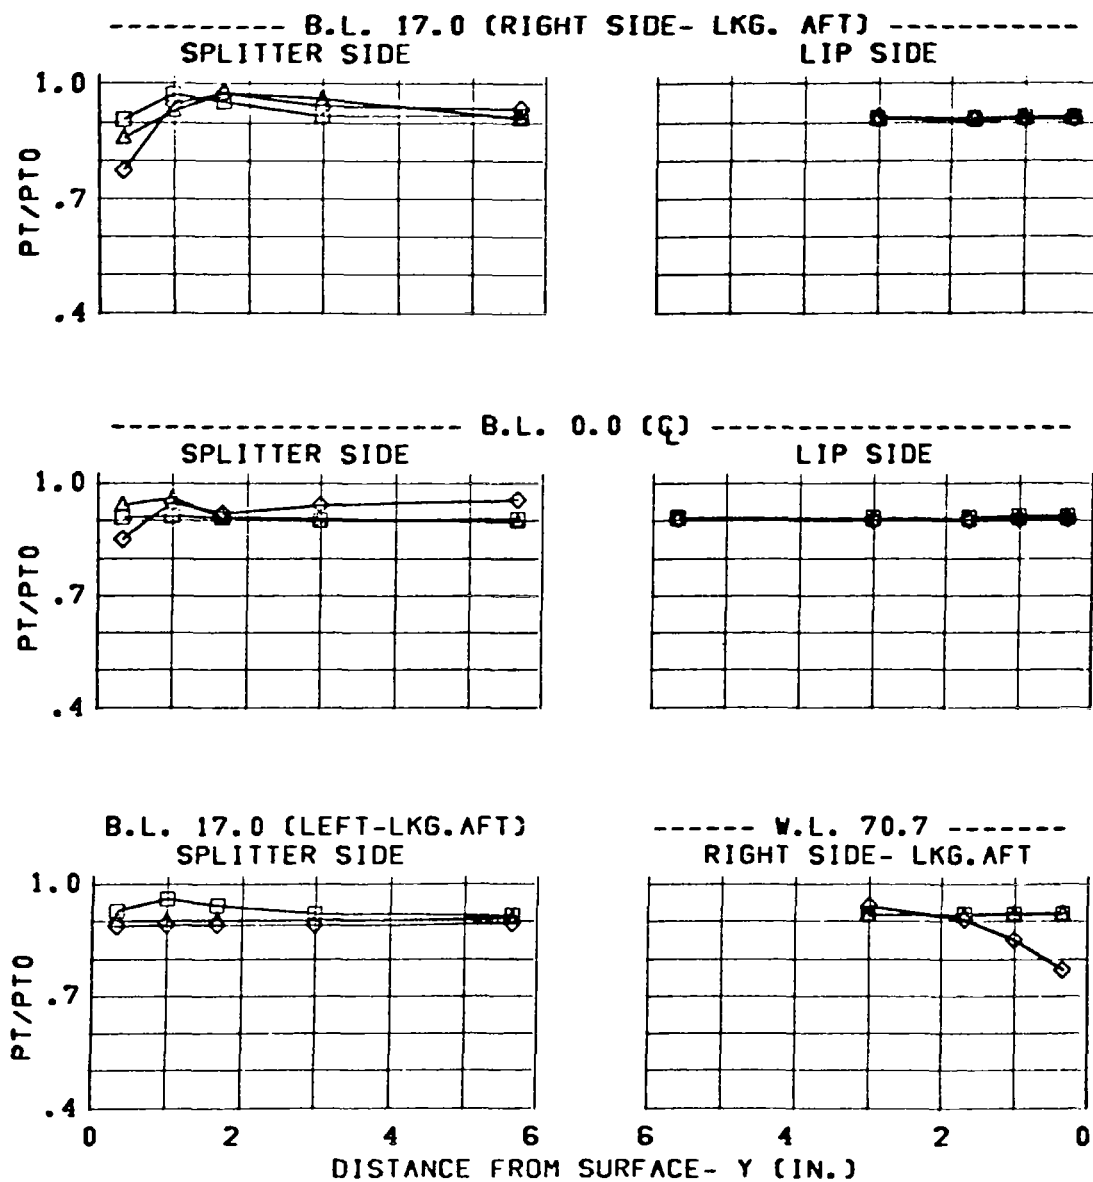 ---------- B.L. 17.0 (RIGHT SIDE- LKG. AFT) ----------
SPLITTER SIDE LIP SIDE
1.0
.7
.4
PT/PTO
-------------------- B.L. 0.0 (℄) ---------------------
SPLITTER SIDE LIP SIDE
1.0
.7
.4
PT/PTO
B.L. 17.0 (LEFT-LKG.AFT) ------ W.L. 70.7 -------
SPLITTER SIDE RIGHT SIDE- LKG.AFT
1.0
.7
.4
PT/PTO
0 2 4 6 6 4 2 0
DISTANCE FROM SURFACE- Y (IN.)